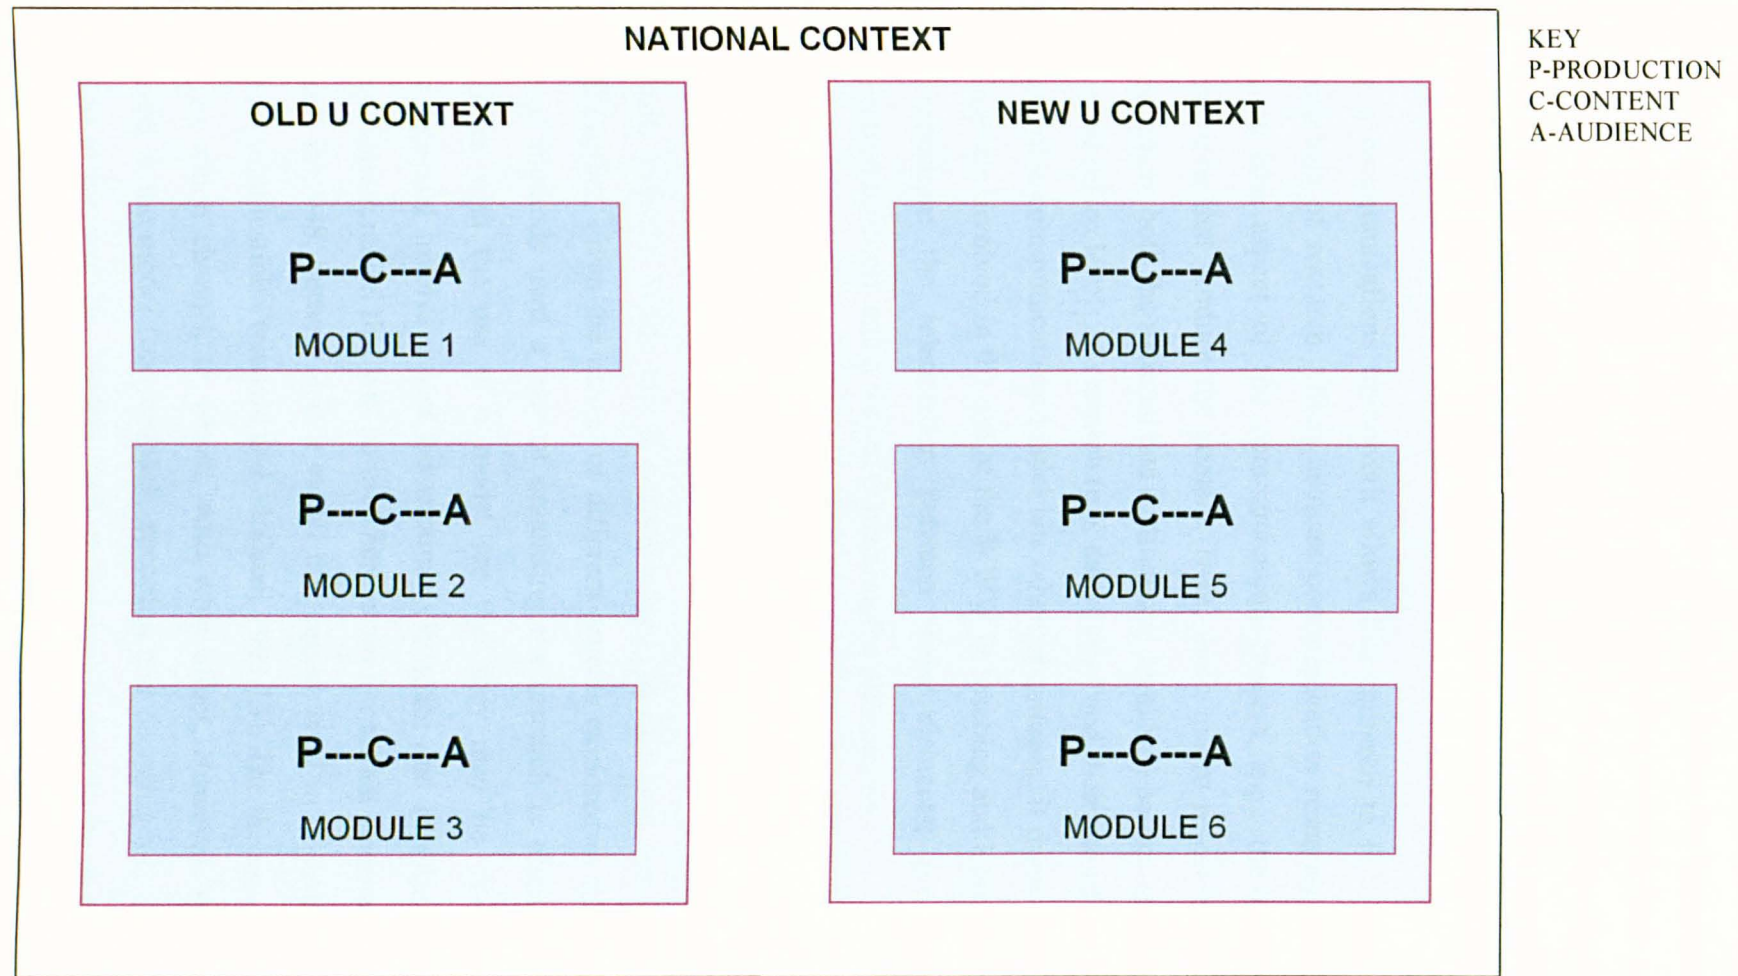 NATIONAL CONTEXT
OLD U CONTEXT
P---C---A
MODULE 1
P---C---A
MODULE 2
P---C---A
MODULE 3
NEW U CONTEXT
P---C---A
MODULE 4
P---C---A
MODULE 5
P---C---A
MODULE 6
KEY
P-PRODUCTION
C-CONTENT
A-AUDIENCE